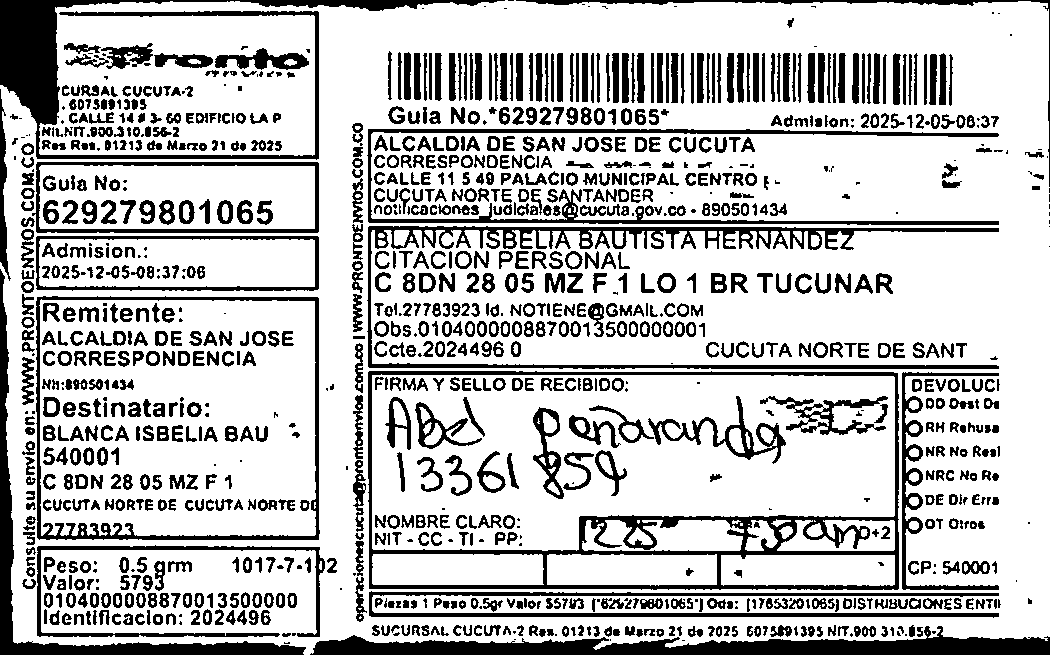 Pronto
CURSAL CUCUTA-2
. 6075891395
. CALLE 14 # 3- 60 EDIFICIO LA P
NIT.900.310.856-2
Res Res. 01213 de Marzo 21 de 2025
Guia No:
629279801065
Admision.:
2025-12-05-08:37:06
Remitente:
ALCALDIA DE SAN JOSE
CORRESPONDENCIA
Nit:890501434
Destinatario:
BLANCA ISBELIA BAU
540001
C 8DN 28 05 MZ F 1
CUCUTA NORTE DE CUCUTA NORTE DE
27783923
Peso: 0.5 grm 1017-7-102
Valor: 5793
01040000088700135000000
Identificacion: 2024496
Consulte su envio en: WWW.PRONTOENVIOS.COM.CO
operacionescucuta@prontoenvios.com.co | WWW.PRONTOENVIOS.COM.CO
Guia No.*629279801065*
Admision: 2025-12-05-08:37
ALCALDIA DE SAN JOSE DE CUCUTA
CORRESPONDENCIA
CALLE 11 5 49 PALACIO MUNICIPAL CENTRO
CUCUTA NORTE DE SANTANDER
notificaciones_judiciales@cucuta.gov.co - 890501434
BLANCA ISBELIA BAUTISTA HERNANDEZ
CITACION PERSONAL
C 8DN 28 05 MZ F 1 LO 1 BR TUCUNAR
Tel.27783923 Id. NOTIENE@GMAIL.COM
Obs.010400000887001350000 0001
Ccte.2024496 0 CUCUTA NORTE DE SANT
FIRMA Y SELLO DE RECIBIDO:
Abel peñaranda
13361854
NOMBRE CLARO:
NIT - CC - TI - PP:
P+2
DEVOLUCI
DD Dest De
RH Rehusa
NR No Resi
NRC No Re
DE Dir Erra
OT Otros
CP: 540001
Piezas 1 Peso 0.5gr Valor $5793 ["629279801065"] Ods: [17653201065] DISTRIBUCIONES ENTI
SUCURSAL CUCUTA-2 Res. 01213 de Marzo 21 de 2025 6075891395 NIT.900.310.856-2